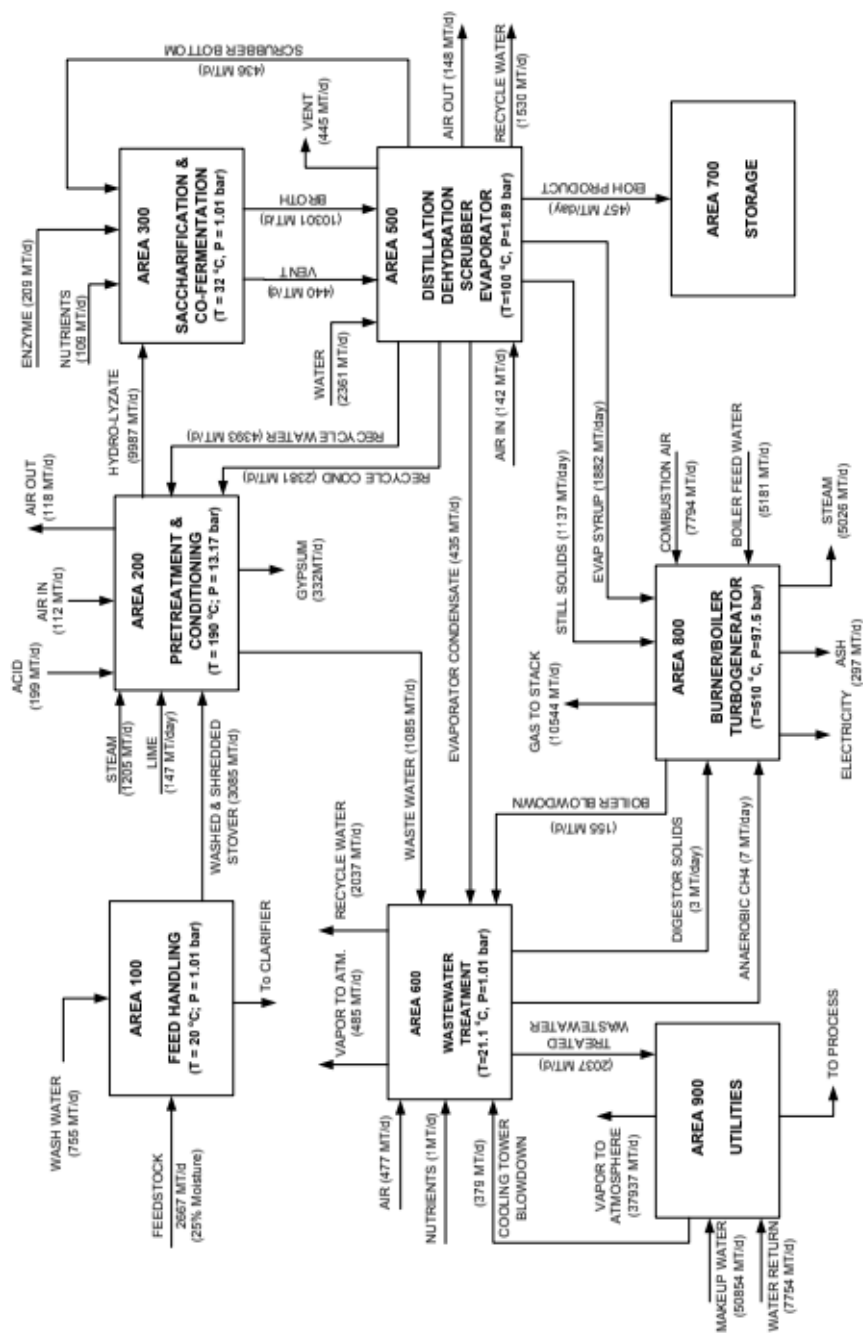 WASH WATER
(755 MT/d)
FEEDSTOCK
2667 MT/d
(25% Moisture)
AREA 100
FEED HANDLING
(T = 20 °C; P = 1.01 bar)
To CLARIFIER
WASHED & SHREDDED
STOVER (3085 MT/d)
ACID
(199 MT/d)
AIR IN
(112 MT/d)
AIR OUT
(118 MT/d)
STEAM
(1205 MT/d)
LIME
(147 MT/day)
AREA 200
PRETREATMENT &
CONDITIONING
(T = 190 °C; P = 13.17 bar)
GYPSUM
(332MT/d)
HYDRO-LYZATE
(9987 MT/d)
ENZYME (209 MT/d)
NUTRIENTS
(109 MT/d)
AREA 300
SACCHARIFICATION &
CO-FERMENTATION
(T = 32 °C, P = 1.01 bar)
SCRUBBER BOTTOM
(436 MT/d)
VENT
(440 MT/d)
BROTH
(10301 MT/d)
VENT
(445 MT/d)
WATER
(2361 MT/d)
RECYCLE WATER (4393 MT/d)
RECYCLE COND (2381 MT/d)
AREA 500
DISTILLATION
DEHYDRATION
SCRUBBER
EVAPORATOR
(T=100 °C, P=1.89 bar)
AIR IN (142 MT/d)
AIR OUT (148 MT/d)
RECYCLE WATER
(1530 MT/d)
EtOH PRODUCT
(457 MT/day)
WASTE WATER (1085 MT/d)
EVAPORATOR CONDENSATE (435 MT/d)
STILL SOLIDS (1137 MT/day)
EVAP SYRUP (1882 MT/day)
AIR (477 MT/d)
NUTRIENTS (1MT/d)
VAPOR TO ATM.
(485 MT/d)
RECYCLE WATER
(2037 MT/d)
AREA 600
WASTEWATER
TREATMENT
(T=21.1 °C, P=1.01 bar)
BOILER BLOWDOWN
(155 MT/d)
GAS TO STACK
(10544 MT/d)
AREA 800
BURNER/BOILER
TURBOGENERATOR
(T=510 °C, P=97.5 bar)
COMBUSTION AIR
(7794 MT/d)
BOILER FEED WATER
(5181 MT/d)
AREA 700
STORAGE
(379 MT/d)
COOLING TOWER
BLOWDOWN
TREATED
WASTEWATER
(2037 MT/d)
DIGESTOR SOLIDS
(3 MT/day)
ANAEROBIC CH4 (7 MT/day)
ELECTRICITY
ASH
(297 MT/d)
STEAM
(5026 MT/d)
VAPOR TO
ATMOSPHERE
(37937 MT/d)
MAKEUP WATER
(50854 MT/d)
WATER RETURN
(7754 MT/d)
AREA 900
UTILITIES
TO PROCESS